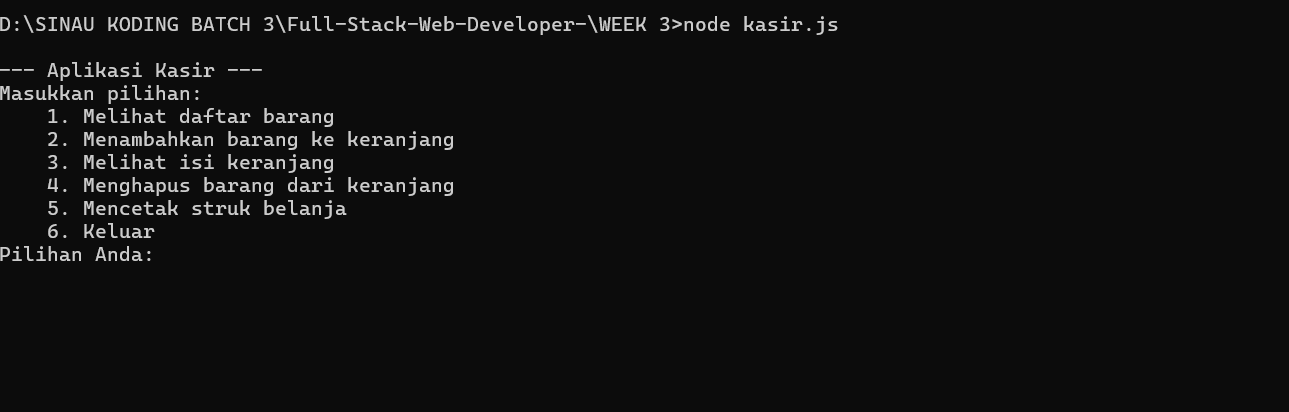 D:\SINAU KODING BATCH 3\Full-Stack-Web-Developer-\WEEK 3>node kasir.js
--- Aplikasi Kasir ---
Masukkan pilihan:
    1. Melihat daftar barang
    2. Menambahkan barang ke keranjang
    3. Melihat isi keranjang
    4. Menghapus barang dari keranjang
    5. Mencetak struk belanja
    6. Keluar
Pilihan Anda: